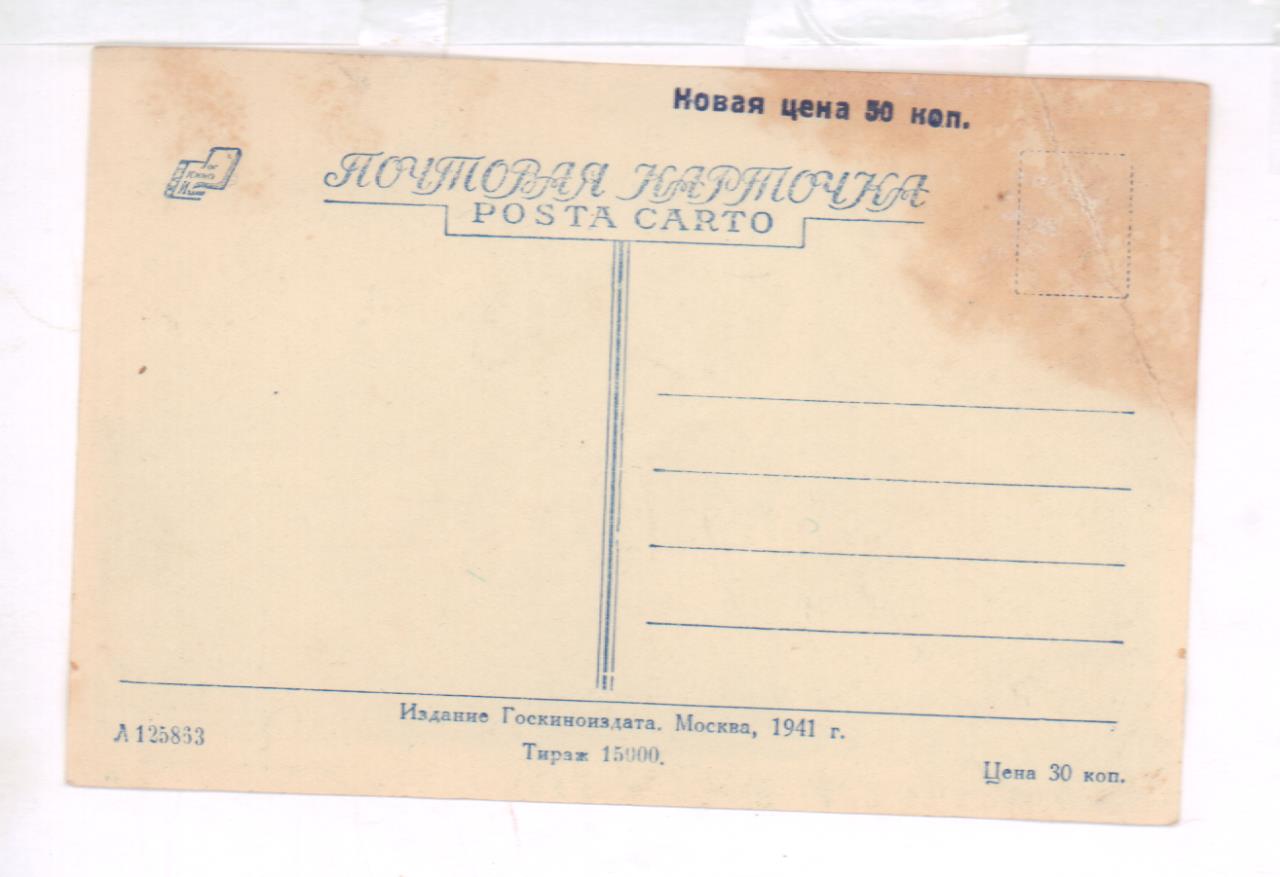 Новая цена 50 коп.
ПОЧТОВАЯ КАРТОЧКА
POSTA CARTO
Издание Госкиноиздата. Москва, 1941 г.
А 125863
Тираж 15000.
Цена 30 коп.